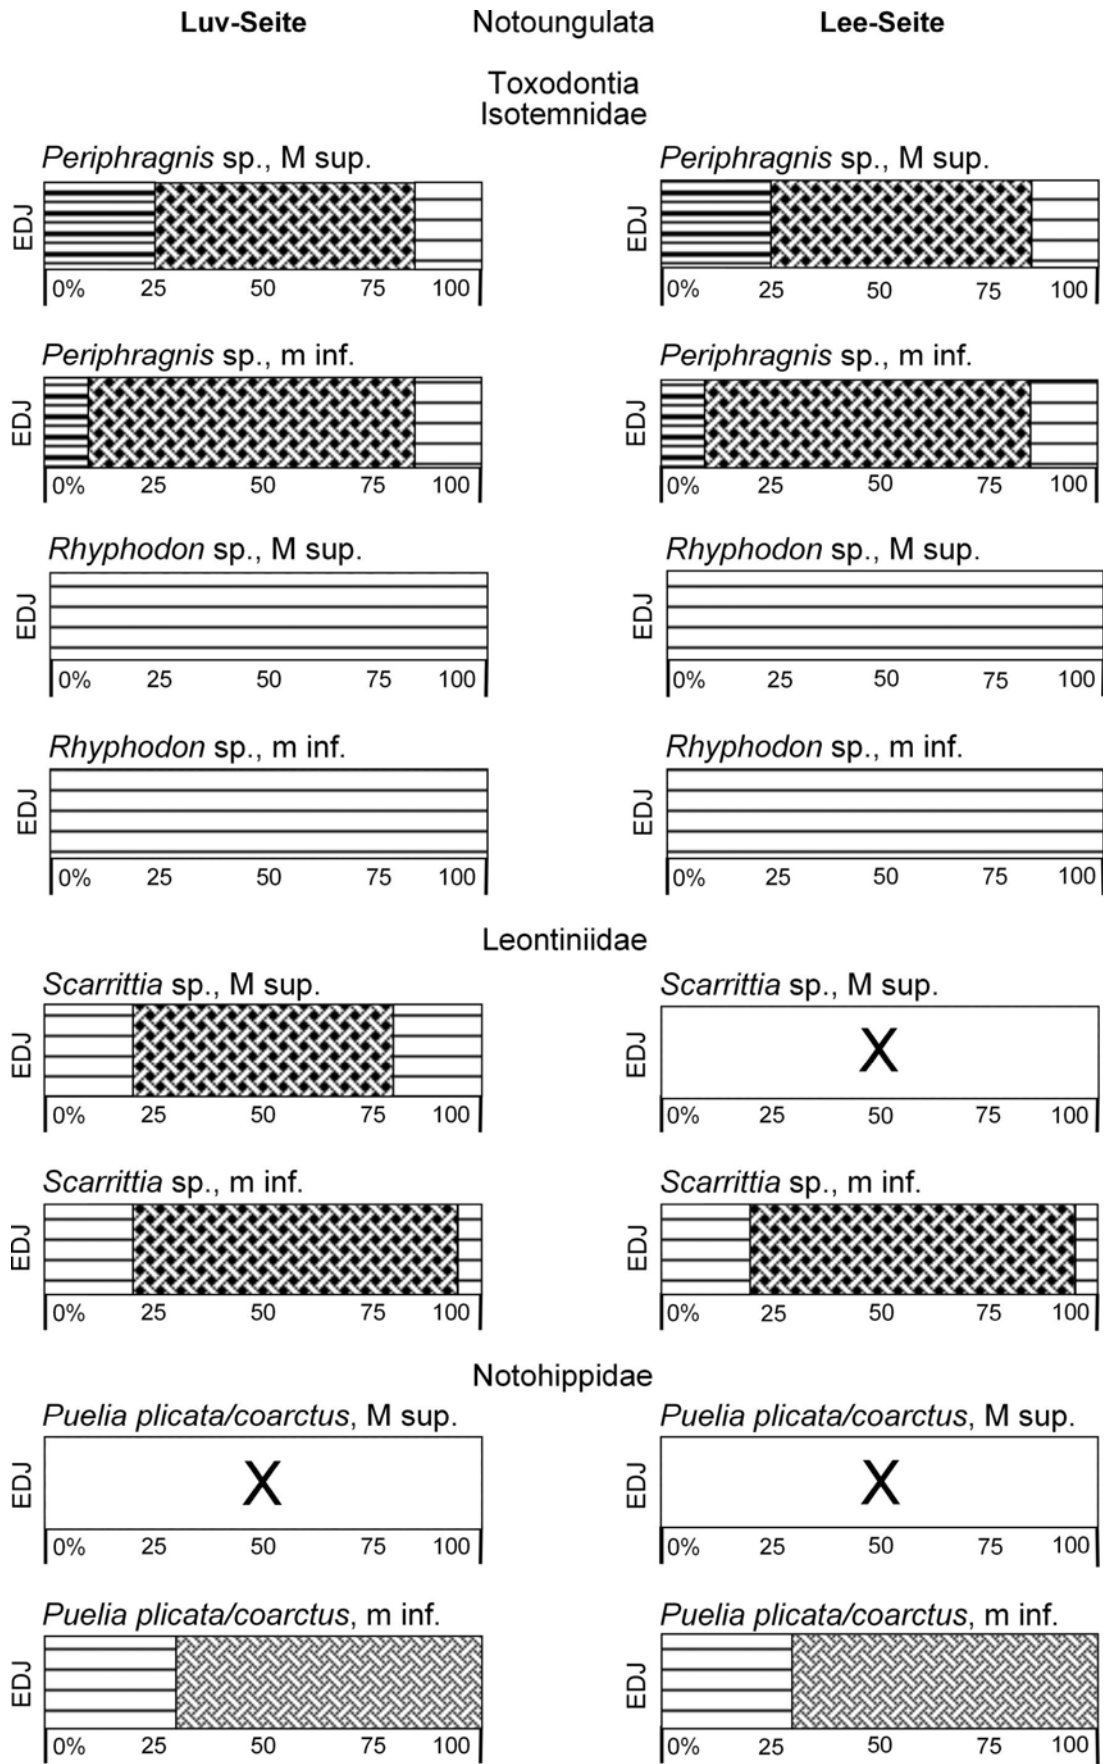 Luv-Seite Notoungulata Lee-Seite
Toxodontia
Isotemnidae
Periphragnis sp., M sup. Periphragnis sp., M sup.
EDJ EDJ
0% 25 50 75 100 0% 25 50 75 100
Periphragnis sp., m inf. Periphragnis sp., m inf.
EDJ EDJ
0% 25 50 75 100 0% 25 50 75 100
Rhyphodon sp., M sup. Rhyphodon sp., M sup.
EDJ EDJ
0% 25 50 75 100 0% 25 50 75 100
Rhyphodon sp., m inf. Rhyphodon sp., m inf.
EDJ EDJ
0% 25 50 75 100 0% 25 50 75 100
Leontiniidae
Scarrittia sp., M sup. Scarrittia sp., M sup.
EDJ EDJ X
0% 25 50 75 100 0% 25 50 75 100
Scarrittia sp., m inf. Scarrittia sp., m inf.
EDJ EDJ
0% 25 50 75 100 0% 25 50 75 100
Notohippidae
Puelia plicata/coarctus, M sup. Puelia plicata/coarctus, M sup.
EDJ X EDJ X
0% 25 50 75 100 0% 25 50 75 100
Puelia plicata/coarctus, m inf. Puelia plicata/coarctus, m inf.
EDJ EDJ
0% 25 50 75 100 0% 25 50 75 100